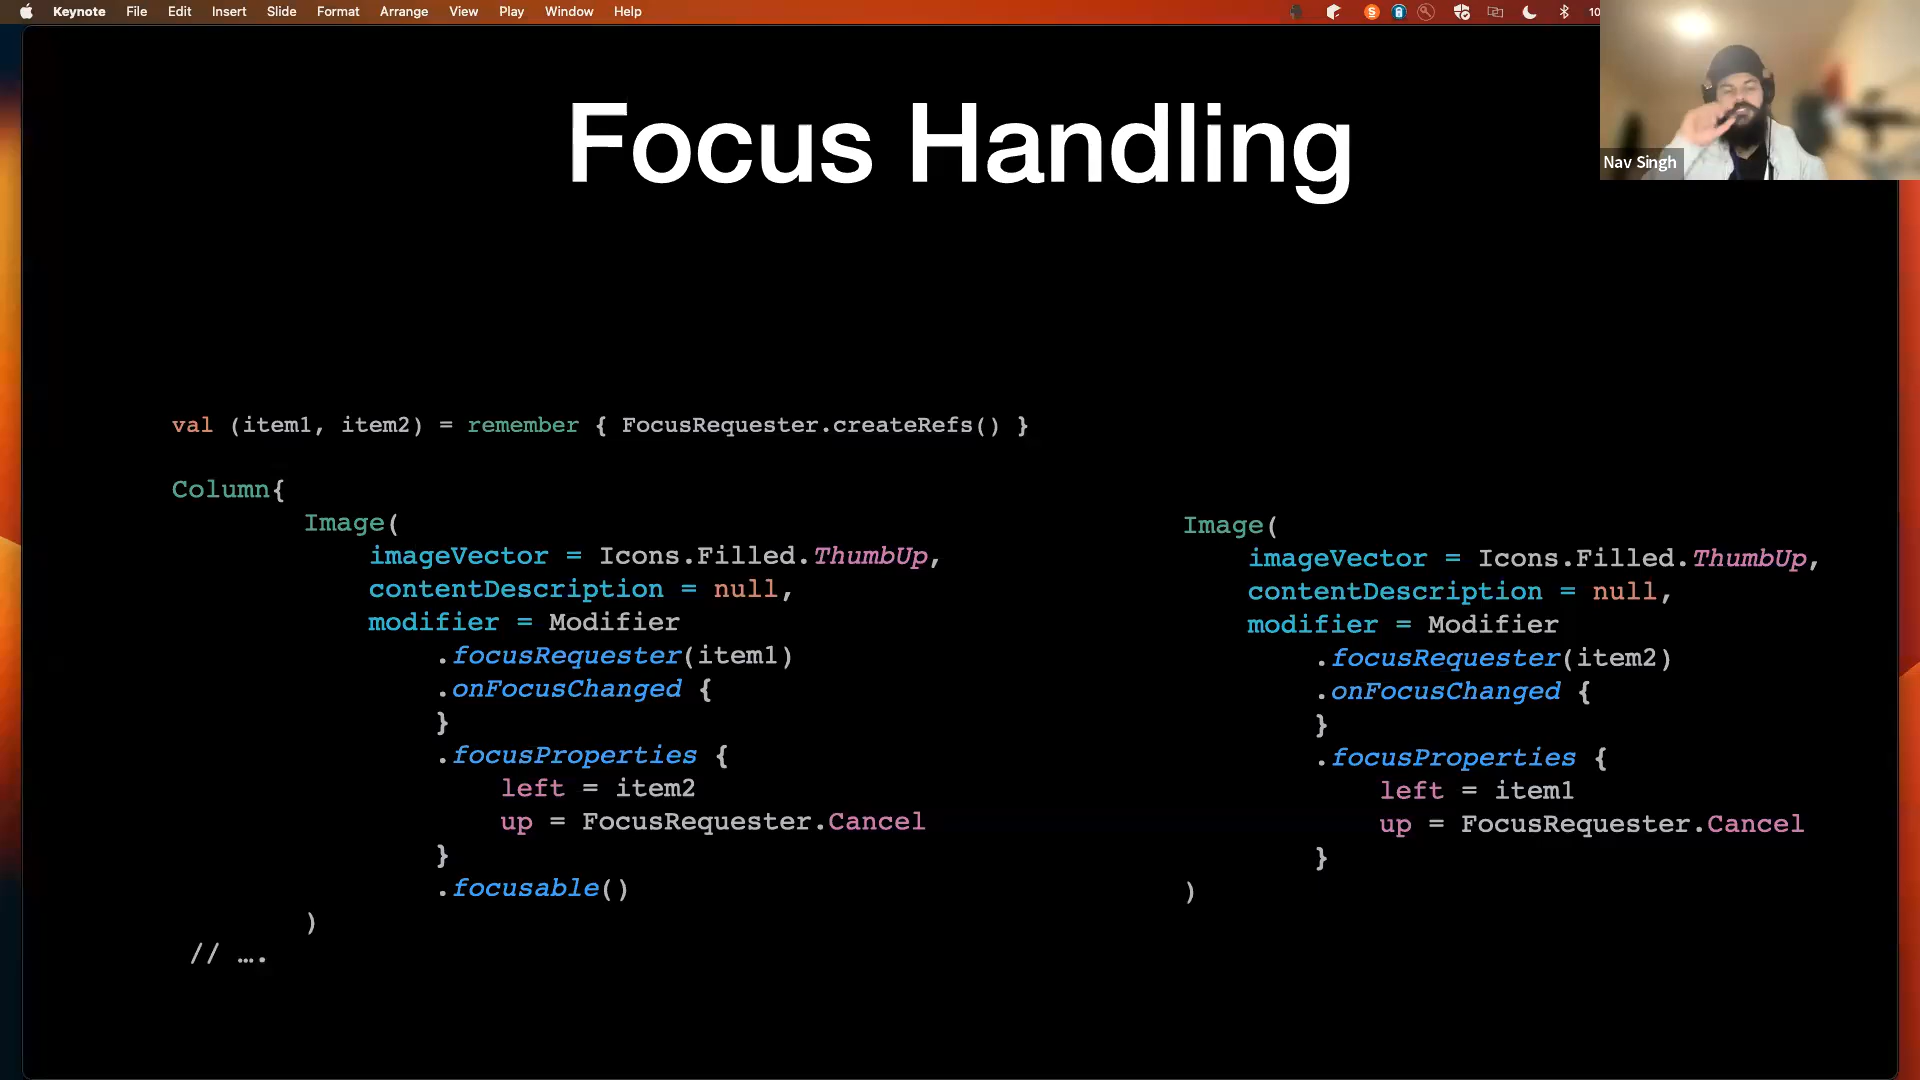 Keynote File Edit Insert Slide Format Arrange View Play Window Help 10
Nav Singh
Focus Handling
val (item1, item2) = remember { FocusRequester.createRefs() }
Column{
Image(
imageVector = Icons.Filled.ThumbUp,
contentDescription = null,
modifier = Modifier
.focusRequester(item1)
.onFocusChanged {
}
.focusProperties {
left = item2
up = FocusRequester.Cancel
}
.focusable()
)
// ….
Image(
imageVector = Icons.Filled.ThumbUp,
contentDescription = null,
modifier = Modifier
.focusRequester(item2)
.onFocusChanged {
}
.focusProperties {
left = item1
up = FocusRequester.Cancel
}
)